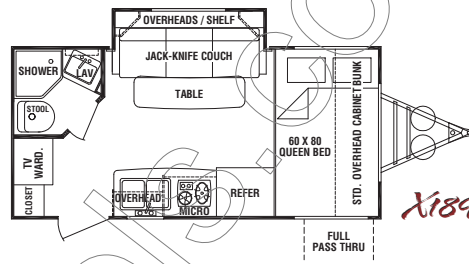 OVERHEADS / SHELF
JACK-KNIFE COUCH
SHOWER
LAV
TABLE
STOOL
STD. OVERHEAD CABINET BUNK
60 X 80
QUEEN BED
TV
WARD.
CLOSET
OVERHEAD
MICRO
REFER
FULL
PASS THRU